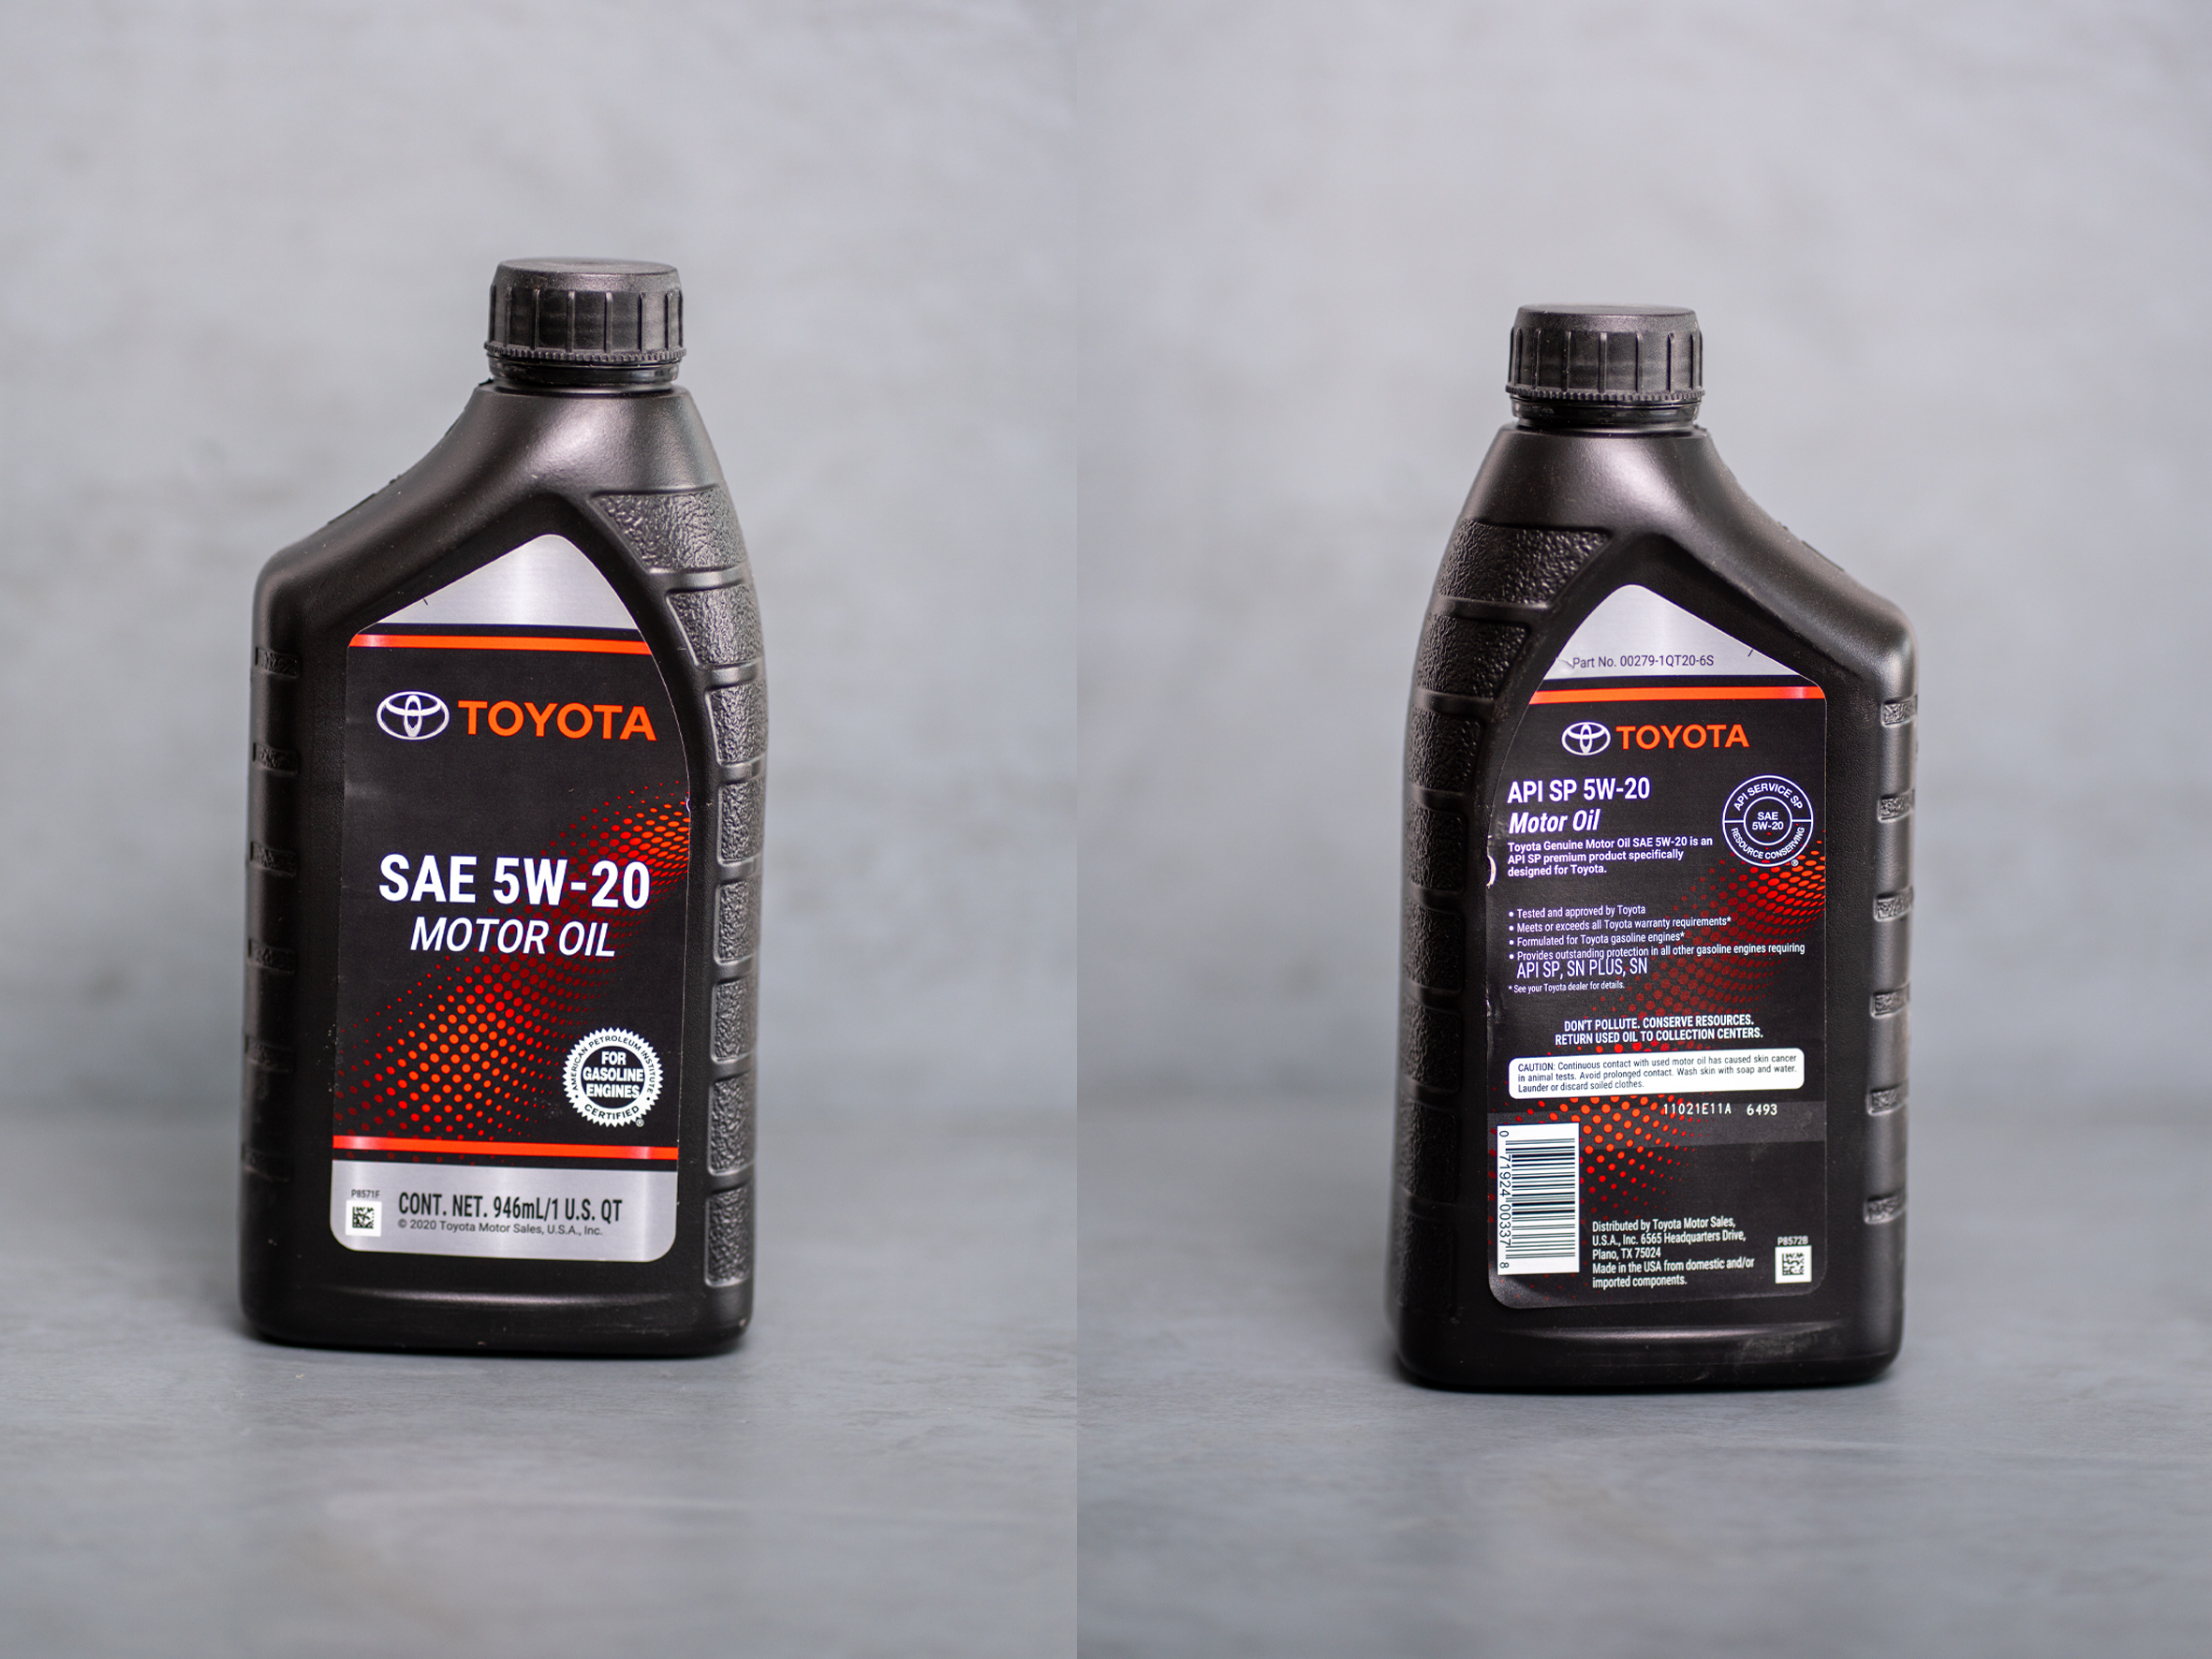 TOYOTA
SAE 5W-20
MOTOR OIL
AMERICAN PETROLEUM INSTITUTE
FOR
GASOLINE
ENGINES
CERTIFIED
®
P8571F
CONT. NET. 946mL/1 U.S. QT
© 2020 Toyota Motor Sales, U.S.A., Inc.
Part No. 00279-1QT20-6S
TOYOTA
API SP 5W-20
Motor Oil
API SERVICE SP
SAE
5W-20
RESOURCE CONSERVING
®
Toyota Genuine Motor Oil SAE 5W-20 is an
API SP premium product specifically
designed for Toyota.
• Tested and approved by Toyota
• Meets or exceeds all Toyota warranty requirements*
• Formulated for Toyota gasoline engines*
• Provides outstanding protection in all other gasoline engines requiring
API SP, SN PLUS, SN
* See your Toyota dealer for details.
DON'T POLLUTE. CONSERVE RESOURCES.
RETURN USED OIL TO COLLECTION CENTERS.
CAUTION: Continuous contact with used motor oil has caused skin cancer
in animal tests. Avoid prolonged contact. Wash skin with soap and water.
Launder or discard soiled clothes.
11021E11A 6493
0 71924 00337 8
Distributed by Toyota Motor Sales,
U.S.A., Inc. 6565 Headquarters Drive,
Plano, TX 75024
Made in the USA from domestic and/or
imported components.
P8572B